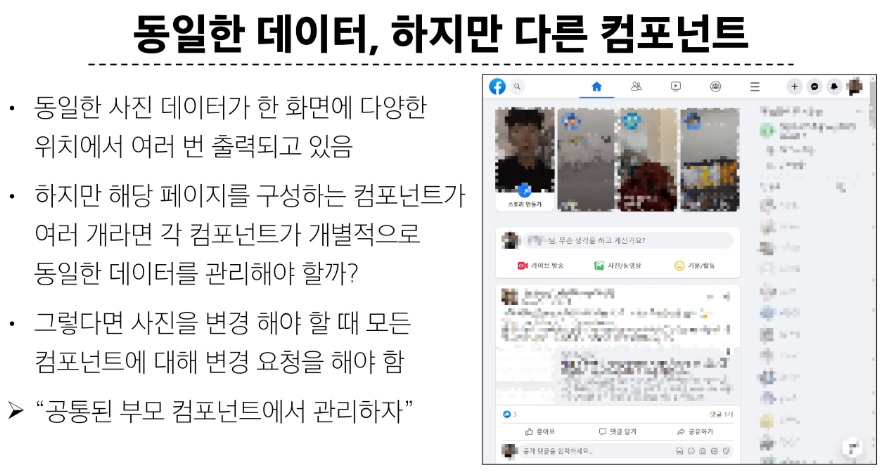 동일한 데이터, 하지만 다른 컴포넌트
• 동일한 사진 데이터가 한 화면에 다양한
위치에서 여러 번 출력되고 있음
• 하지만 해당 페이지를 구성하는 컴포넌트가
여러 개라면 각 컴포넌트가 개별적으로
동일한 데이터를 관리해야 할까?
• 그렇다면 사진을 변경 해야 할 때 모든
컴포넌트에 대해 변경 요청을 해야 함
➢ “공통된 부모 컴포넌트에서 관리하자”
스토리 만들기
님, 무슨 생각을 하고 계신가요?
라이브 방송 사진/동영상 기분/활동
3 댓글 1개
좋아요 댓글 달기 공유하기
공개 댓글을 입력하세요...